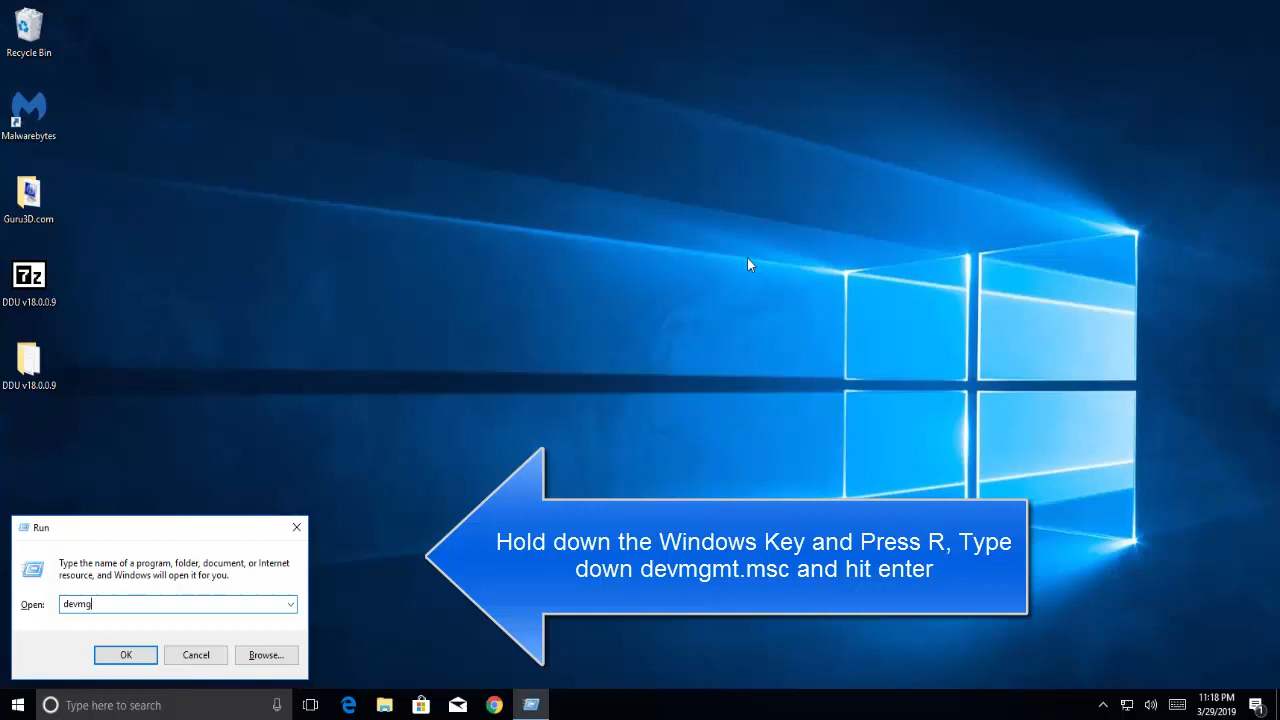 Recycle Bin
Malwarebytes
Guru3D.com
7z
DDU v18.0.0.9
DDU v18.0.0.9
Hold down the Windows Key and Press R, Type
down devmgmt.msc and hit enter
Run
Type the name of a program, folder, document, or Internet
resource, and Windows will open it for you.
Open: devmg
OK Cancel Browse...
Type here to search
11:18 PM
3/29/2019
1